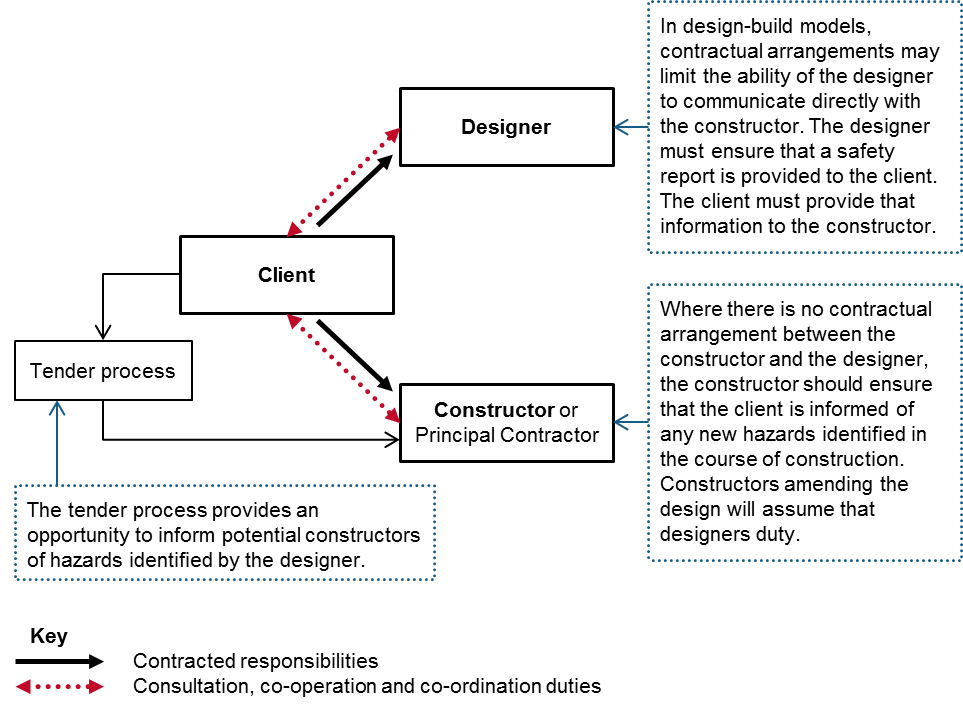 In design-build models,
contractual arrangements may
limit the ability of the designer
to communicate directly with
the constructor. The designer
must ensure that a safety
report is provided to the client.
The client must provide that
information to the constructor.
Designer
Client
Tender process
Constructor or
Principal Contractor
Where there is no contractual
arrangement between the
constructor and the designer,
the constructor should ensure
that the client is informed of
any new hazards identified in
the course of construction.
Constructors amending the
design will assume that
designers duty.
The tender process provides an
opportunity to inform potential constructors
of hazards identified by the designer.
Key
Contracted responsibilities
Consultation, co-operation and co-ordination duties